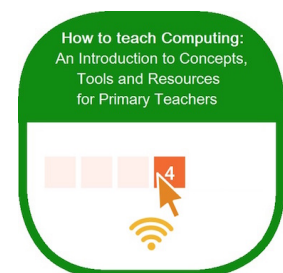 How to teach Computing:
An Introduction to Concepts,
Tools and Resources
for Primary Teachers
4